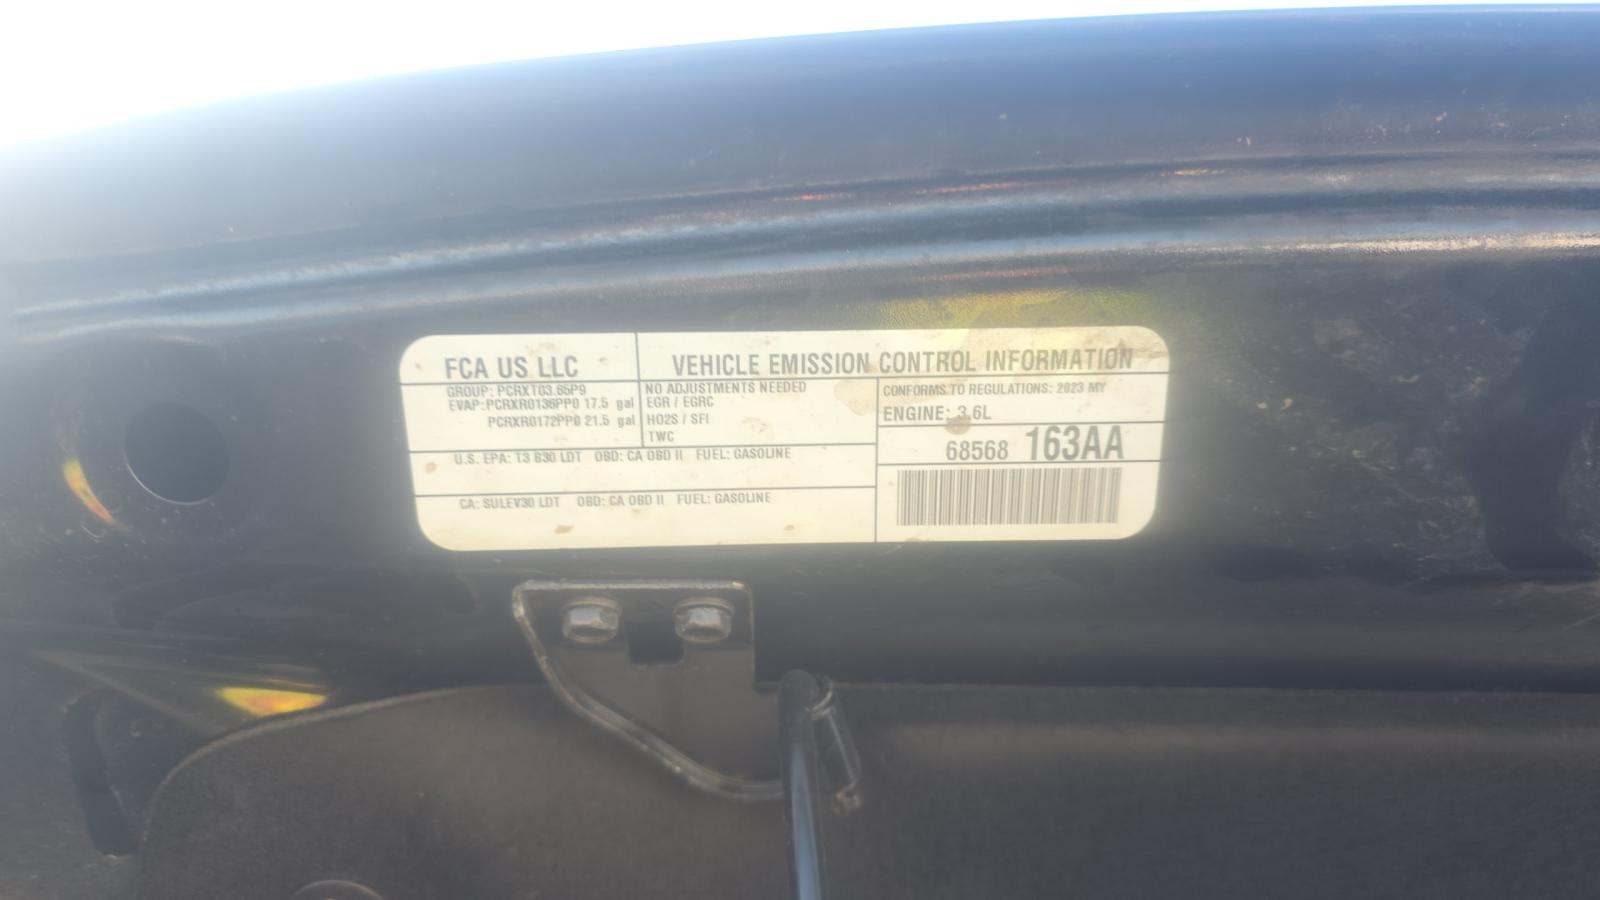 FCA US LLC
VEHICLE EMISSION CONTROL INFORMATION
GROUP: PCRXT03.65P9
EVAP: PCRXR0136PP0 17.5 gal
PCRXR0172PP0 21.5 gal
NO ADJUSTMENTS NEEDED
EGR / EGRC
HO2S / SFI
TWC
CONFORMS TO REGULATIONS: 2023 MY
ENGINE: 3.6L
68568 163AA
U.S. EPA: T3 B30 LDT OBD: CA OBD II FUEL: GASOLINE
CA: SULEV30 LDT OBD: CA OBD II FUEL: GASOLINE